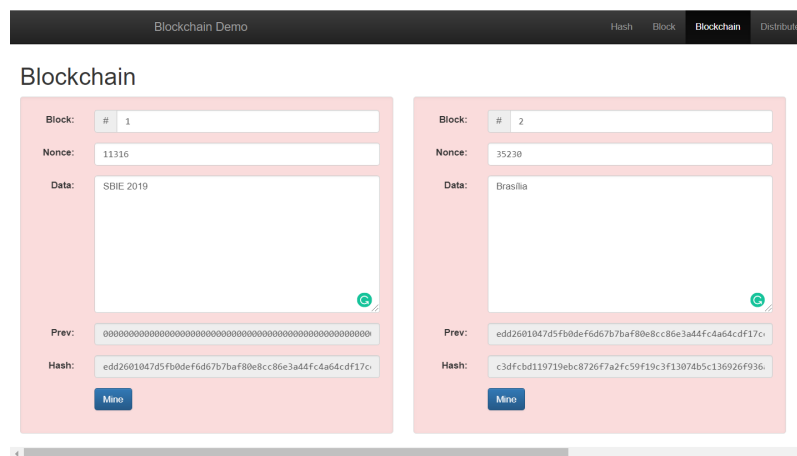 Blockchain Demo
Hash Block Blockchain Distribute
Blockchain
Block: # 1
Nonce: 11316
Data: SBIE 2019
Prev:
Hash: edd2601047d5fb0def6d67b7baf80e8cc86e3a44fc4a64cdf17c
Mine
Block: # 2
Nonce: 35230
Data: Brasília
Prev: edd2601047d5fb0def6d67b7baf80e8cc86e3a44fc4a64cdf17c
Hash: c3dfcbd119719ebc8726f7a2fc59f19c3f13074b5c136926f936
Mine